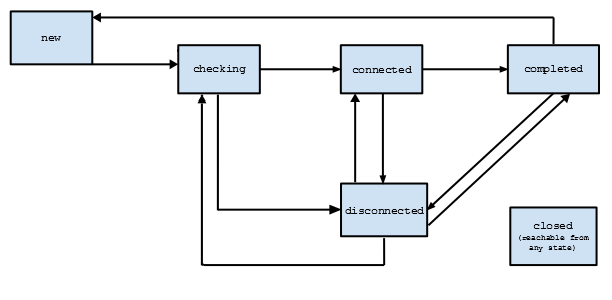 new
checking
connected
completed
disconnected
closed
(reachable from
any state)